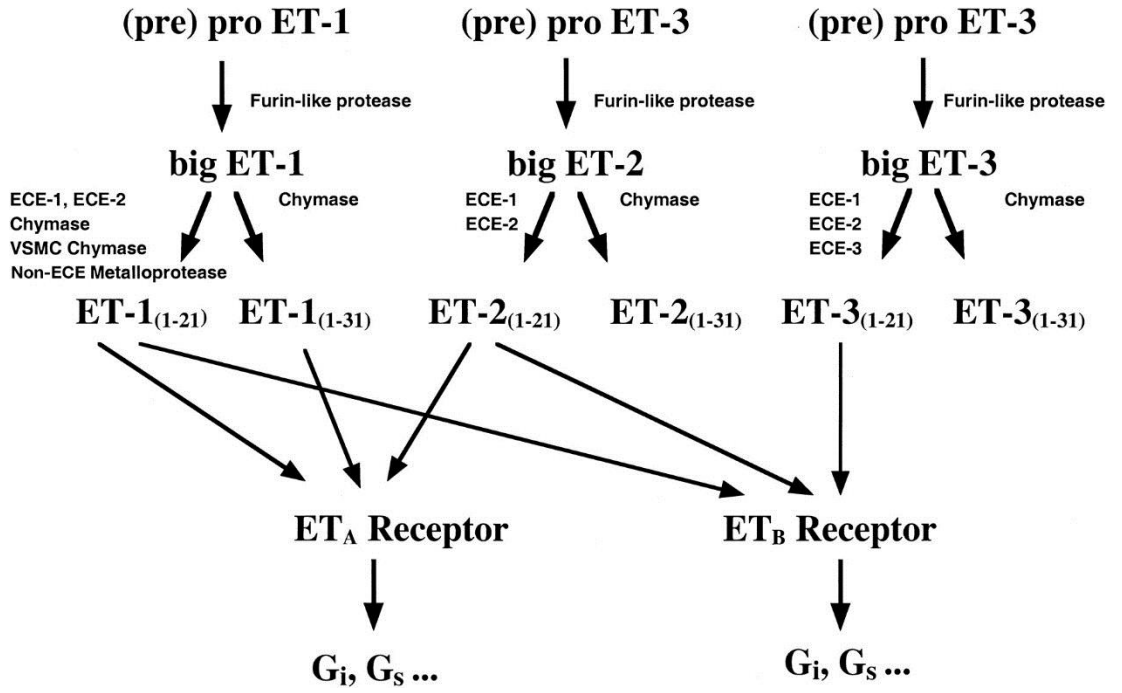 (pre) pro ET-1
(pre) pro ET-3
(pre) pro ET-3
Furin-like protease
Furin-like protease
Furin-like protease
big ET-1
big ET-2
big ET-3
ECE-1, ECE-2
Chymase
VSMC Chymase
Non-ECE Metalloprotease
Chymase
ECE-1
ECE-2
Chymase
ECE-1
ECE-2
ECE-3
Chymase
ET-1(1-21)
ET-1(1-31)
ET-2(1-21)
ET-2(1-31)
ET-3(1-21)
ET-3(1-31)
ETA Receptor
ETB Receptor
Gi, Gs ...
Gi, Gs ...